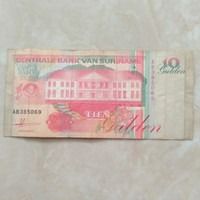 CENTRALE BANK VAN SURINAME
10
Gulden
AB385069
TIEN
Gulden